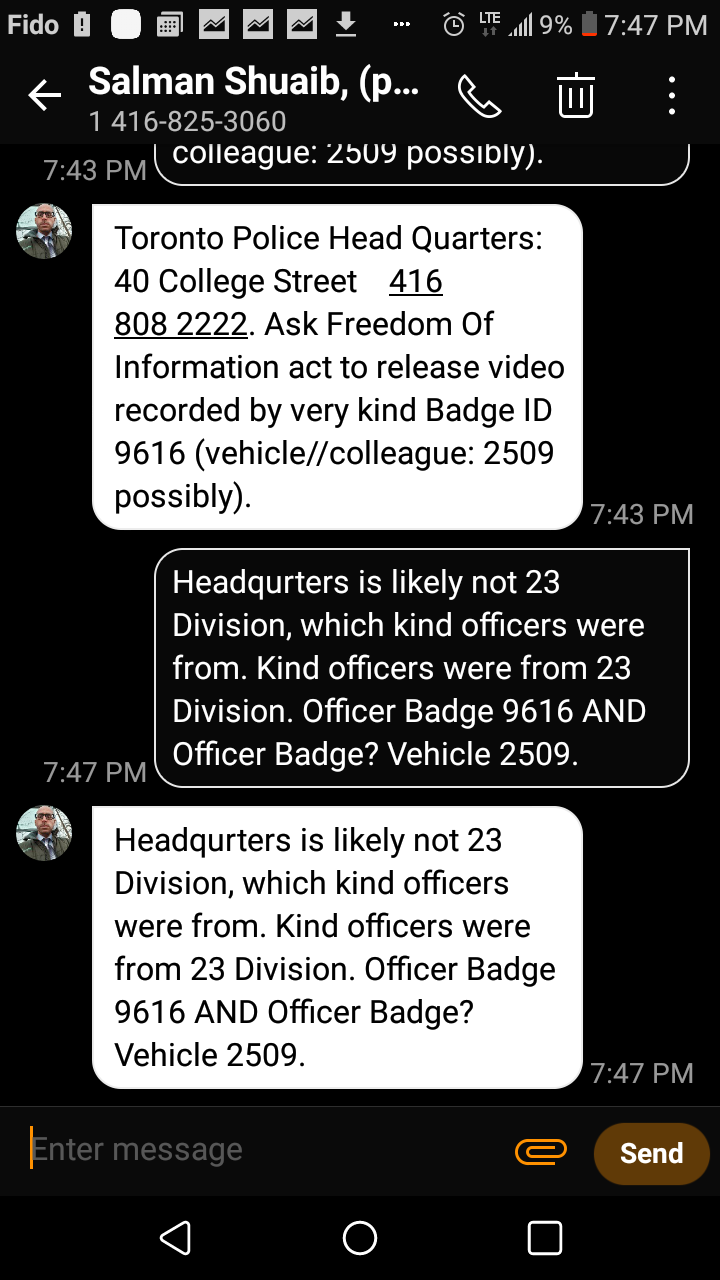 Fido LTE 9% 7:47 PM
Salman Shuaib, (p...
1 416-825-3060
colleague: 2509 possibly).
7:43 PM
Toronto Police Head Quarters:
40 College Street 416
808 2222. Ask Freedom Of
Information act to release video
recorded by very kind Badge ID
9616 (vehicle//colleague: 2509
possibly).
7:43 PM
Headqurters is likely not 23
Division, which kind officers were
from. Kind officers were from 23
Division. Officer Badge 9616 AND
Officer Badge? Vehicle 2509.
7:47 PM
Headqurters is likely not 23
Division, which kind officers
were from. Kind officers were
from 23 Division. Officer Badge
9616 AND Officer Badge?
Vehicle 2509.
7:47 PM
Enter message
Send